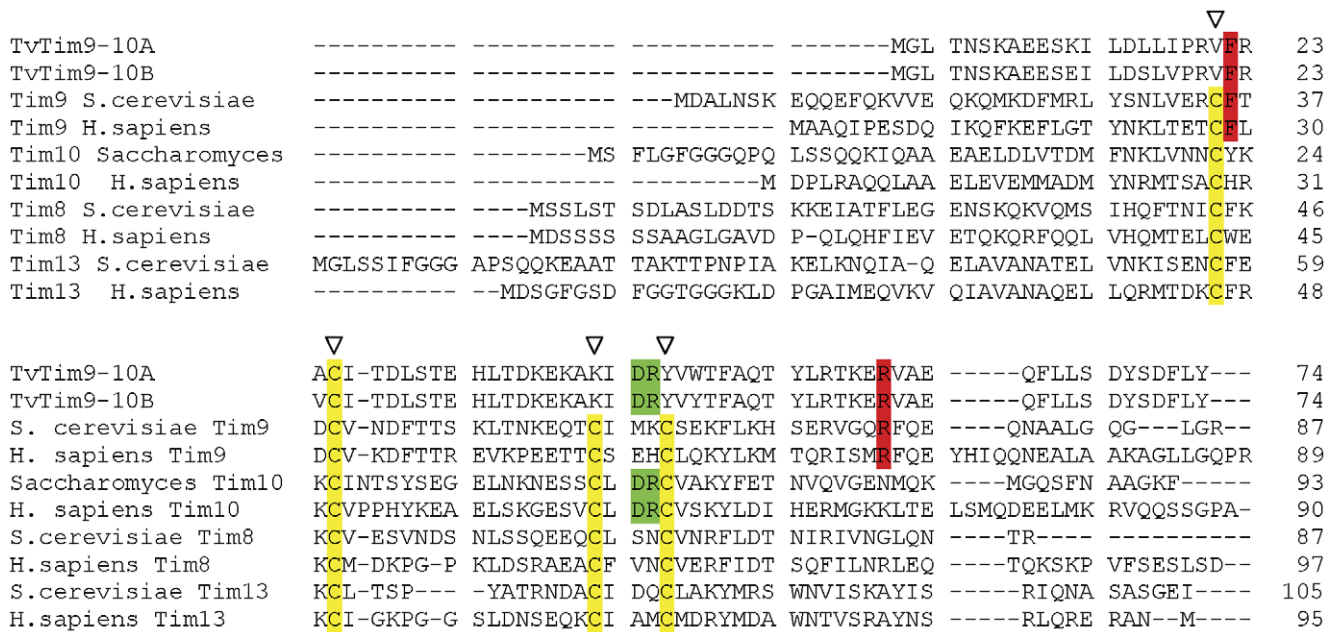 ▽
TvTim9-10A ---------- ---------- ---------- -------MGL TNSKAEESKI LDLLIPRVFR 23
TvTim9-10B ---------- ---------- ---------- -------MGL TNSKAEESEI LDSLVPRVFR 23
Tim9 S.cerevisiae ---------- ---------- ---MDALNSK EQQEFQKVVE QKQMKDFMRL YSNLVERCFT 37
Tim9 H.sapiens ---------- ---------- ---------- MAAQIPESDQ IKQFKEFLGT YNKLTETCFL 30
Tim10 Saccharomyces ---------- --------MS FLGFGGGQPQ LSSQQKIQAA EAELDLVTDM FNKLVNNCYK 24
Tim10 H.sapiens ---------- ---------- ---------M DPLRAQQLAA ELEVEMMADM YNRMTSACHR 31
Tim8 S.cerevisiae ---------- ----MSSLST SDLASLDDTS KKEIATFLEG ENSKQKVQMS IHQFTNICFK 46
Tim8 H.sapiens ---------- ----MDSSSS SSAAGLGAVD P-QLQHFIEV ETQKQRFQQL VHQMTELCWE 45
Tim13 S.cerevisiae MGLSSIFGGG APSQQKEAAT TAKTTPNPIA KELKNQIA-Q ELAVANATEL VNKISENCFE 59
Tim13 H.sapiens ---------- --MDSGFGSD FGGTGGGKLD PGAIMEQVKV QIAVANAQEL LQRMTDKCFR 48
▽ ▽ ▽
TvTim9-10A ACI-TDLSTE HLTDKEKAKI DRYVWTFAQT YLRTKERVAE -----QFLLS DYSDFLY--- 74
TvTim9-10B VCI-TDLSTE HLTDKEKAKI DRYVYTFAQT YLRTKERVAE -----QFLLS DYSDFLY--- 74
S. cerevisiae Tim9 DCV-NDFTTS KLTNKEQTCI MKCSEKFLKH SERVGQRFQE -----QNAALG QG---LGR-- 87
H. sapiens Tim9 DCV-KDFTTR EVKPEETTCS EHCLQKYLKM TQRISMRFQE YHIQQNEALA AKAGLLGQPR 89
Saccharomyces Tim10 KCINTSYSEG ELNKNESSCL DRCVAKYFET NVQVGENMQK ----MGQSFN AAGKF----- 93
H. sapiens Tim10 KCVPPHYKEA ELSKGESVCL DRCVSKYLDI HERMGKKLTE LSMQDEELMK RVQQSSGPA- 90
S.cerevisiae Tim8 KCV-ESVNDS NLSSQEEQCL SNCVNRFLDT NIRIVNGLQN ----TR---- ---------- 87
H.sapiens Tim8 KCM-DKPG-P KLDSRAEACF VNCVERFIDT SQFILNRLEQ ----TQKSKP VFSESLSD-- 97
S.cerevisiae Tim13 KCL-TSP--- -YATRNDACI DQCLAKYMRS WNVISKAYIS -----RIQNA SASGEI---- 105
H.sapiens Tim13 KCI-GKPG-G SLDNSEQKCI AMCMDRYMDA WNTVSRAYNS -----RLQRE RAN--M---- 95